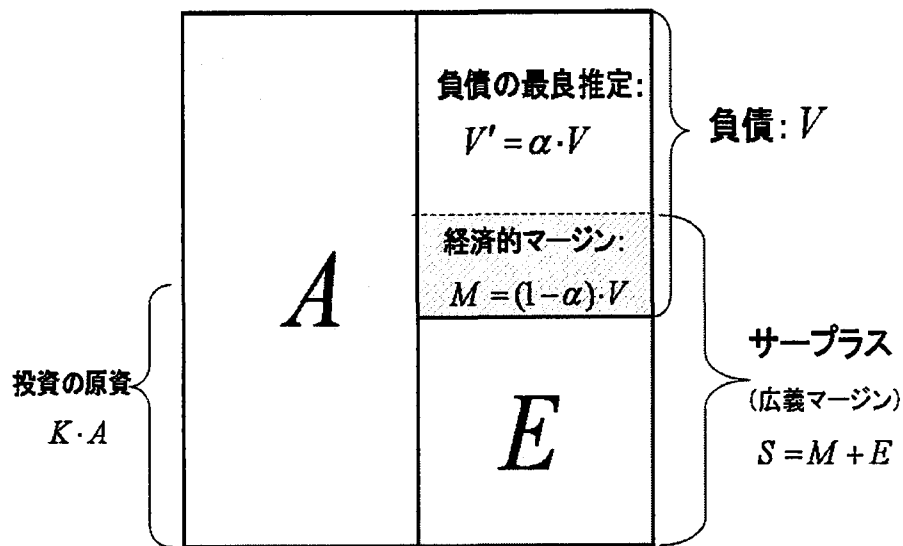 負債の最良推定:
V' = α·V
負債: V
経済的マージン:
M = (1−α)·V
A
投資の原資
K·A
E
サープラス
(広義マージン)
S = M + E